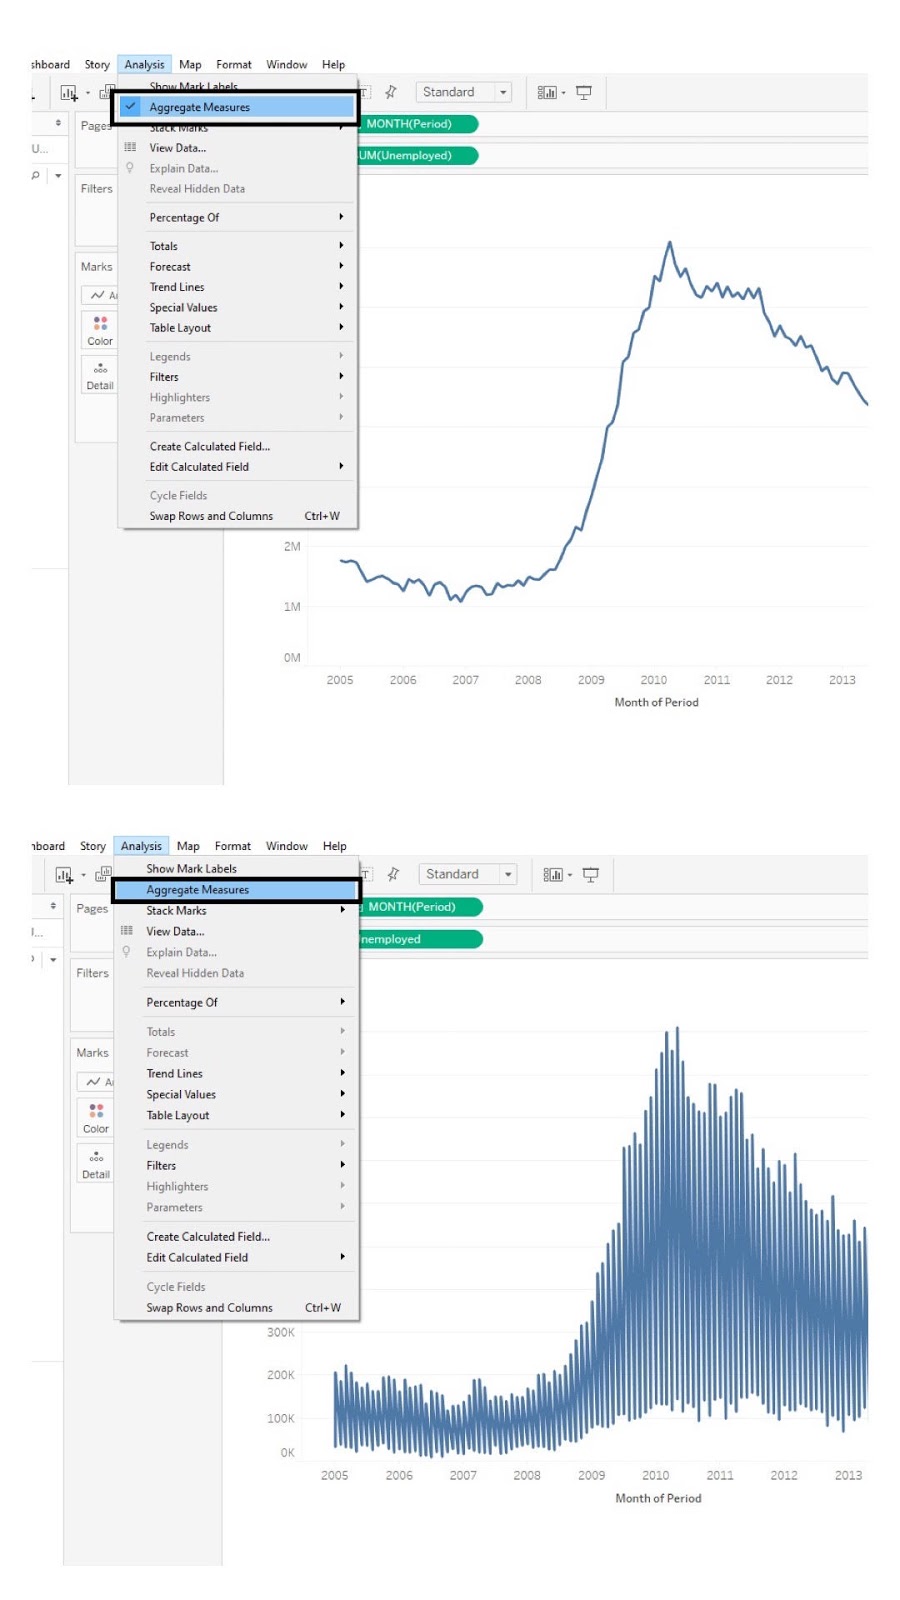 shboard Story Analysis Map Format Window Help
Show Mark Labels
Aggregate Measures
Standard
Pages
MONTH(Period)
Stack Marks
U...
View Data...
UM(Unemployed)
Explain Data...
Filters
Reveal Hidden Data
Percentage Of
Totals
Marks
Forecast
Trend Lines
Special Values
Table Layout
Color
Legends
Filters
Detail
Highlighters
Parameters
Create Calculated Field...
Edit Calculated Field
Cycle Fields
Swap Rows and Columns Ctrl+W
2M
1M
0M
2005 2006 2007 2008 2009 2010 2011 2012 2013
Month of Period
hboard Story Analysis Map Format Window Help
Show Mark Labels
Standard
Aggregate Measures
Pages
Stack Marks
MONTH(Period)
View Data...
nemployed
Explain Data...
Filters
Reveal Hidden Data
Percentage Of
Totals
Marks
Forecast
Trend Lines
Special Values
Table Layout
Color
Legends
Filters
Detail
Highlighters
Parameters
Create Calculated Field...
Edit Calculated Field
Cycle Fields
Swap Rows and Columns Ctrl+W
300K
200K
100K
0K
2005 2006 2007 2008 2009 2010 2011 2012 2013
Month of Period